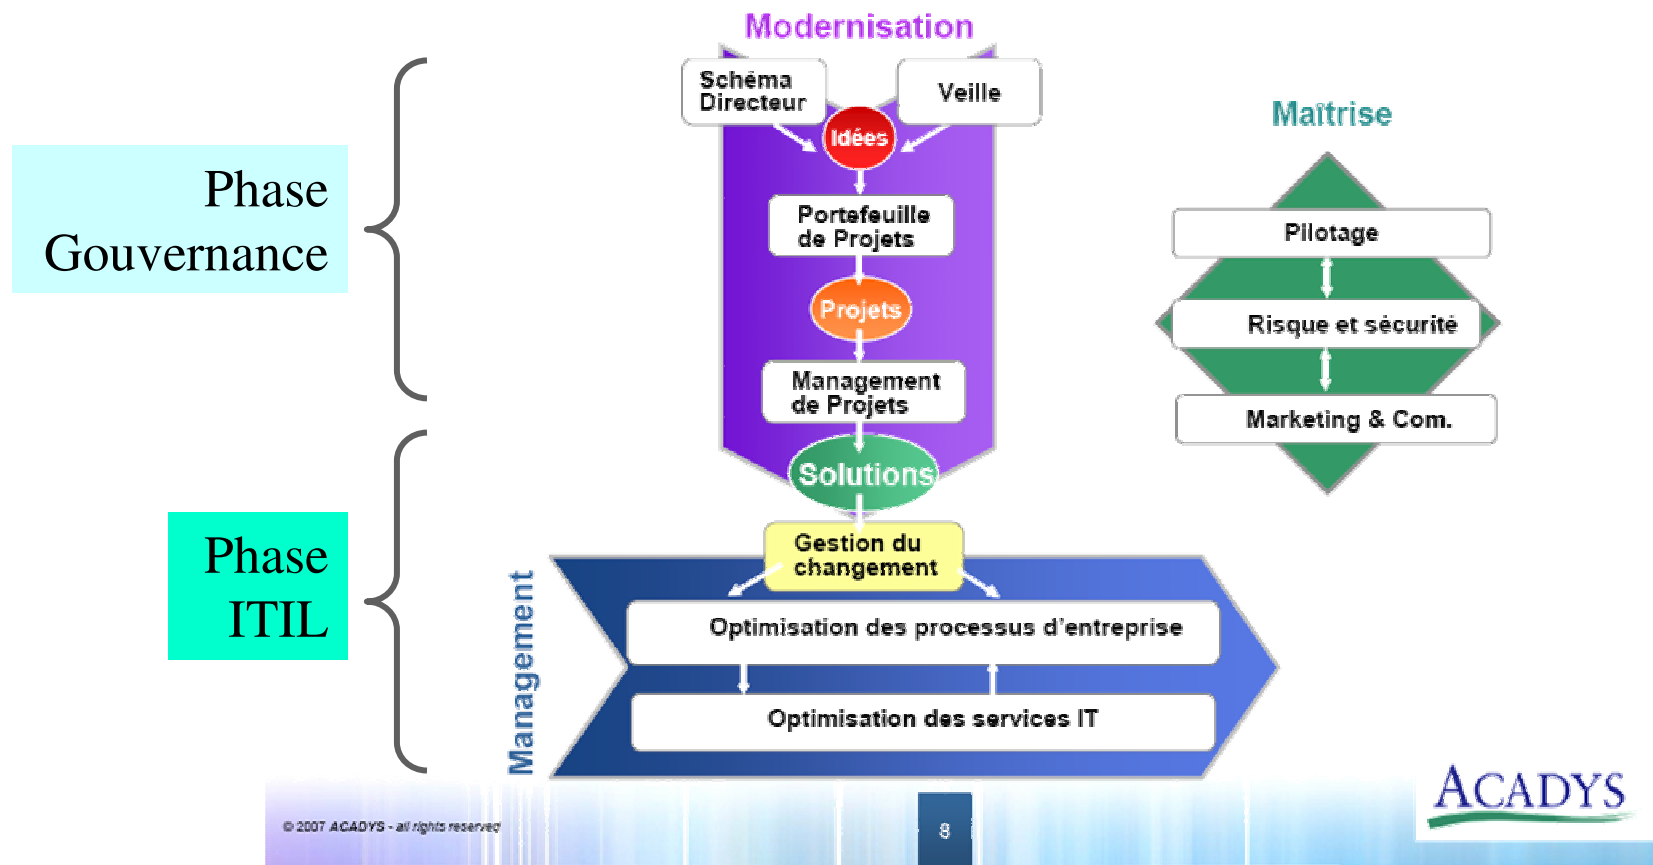 Modernisation
Schéma
Directeur
Veille
Idées
Portefeuille
de Projets
Projets
Management
de Projets
Solutions
Maîtrise
Pilotage
Risque et sécurité
Marketing & Com.
Phase
Gouvernance
Phase
ITIL
Gestion du
changement
Management
Optimisation des processus d'entreprise
Optimisation des services IT
© 2007 ACADYS - all rights reserved
8
ACADYS